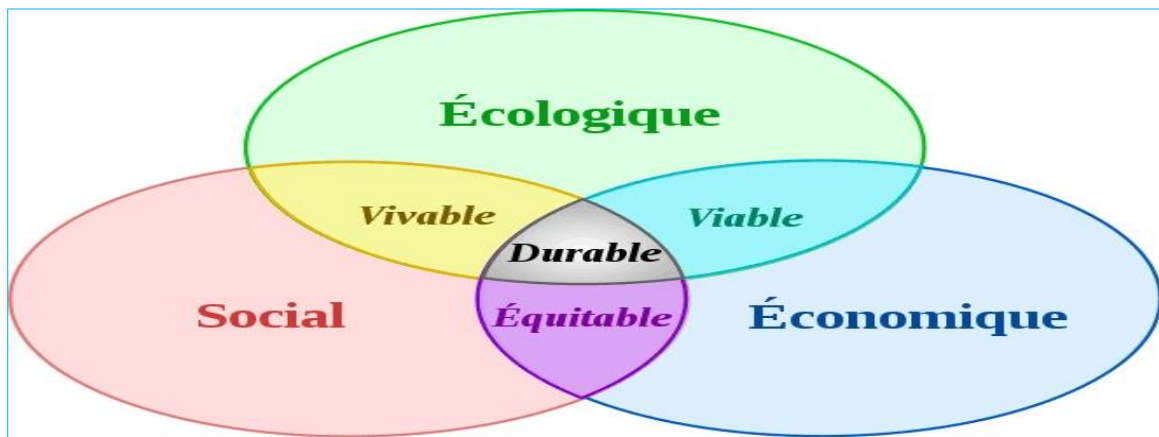 Écologique
Vivable
Viable
Durable
Social
Équitable
Économique